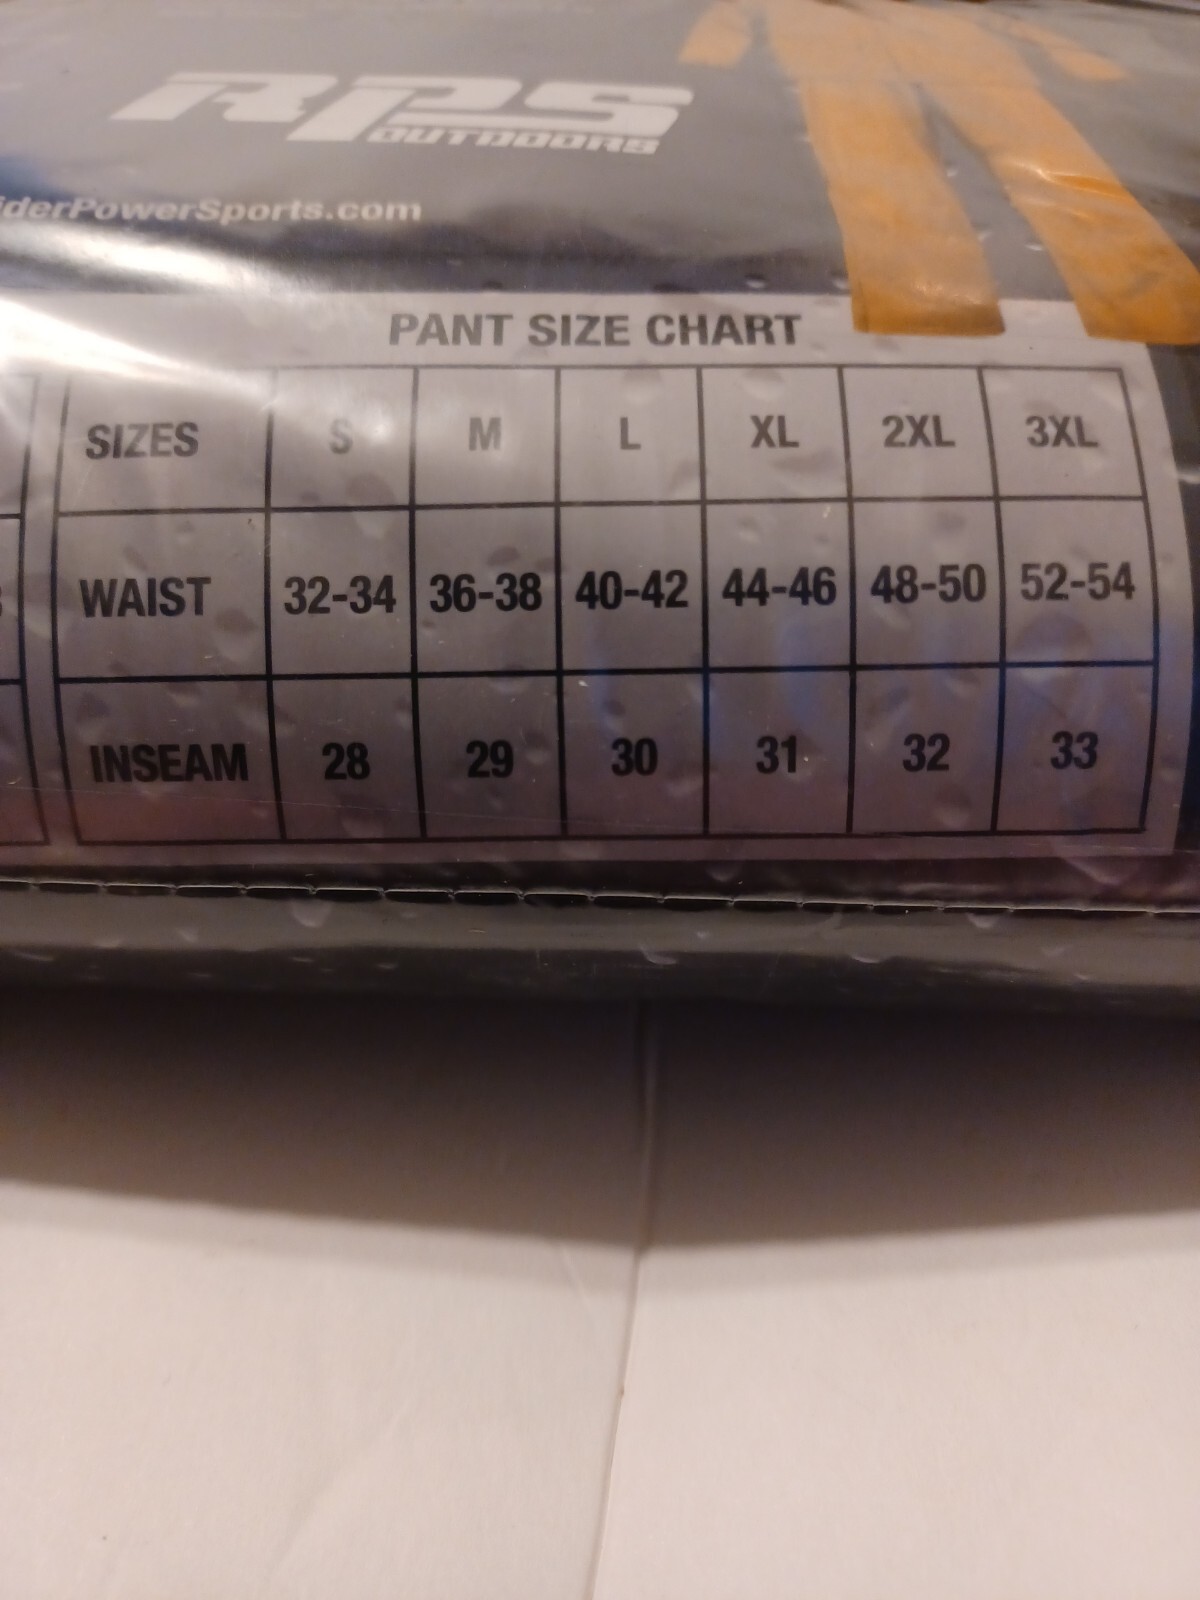 RPS
OUTDOORS
iderPowerSports.com
PANT SIZE CHART
SIZES S M L XL 2XL 3XL
WAIST 32-34 36-38 40-42 44-46 48-50 52-54
INSEAM 28 29 30 31 32 33